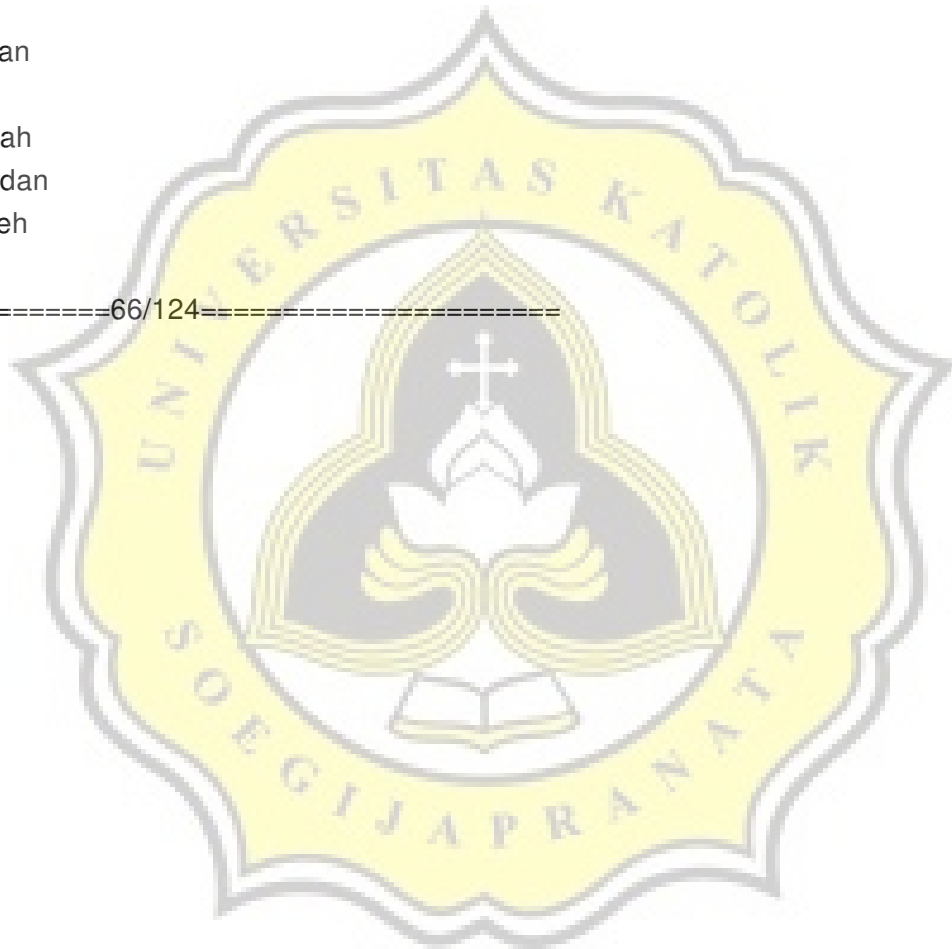 an
ah
dan
eh
=======66/124======================
UNIVERSITAS KATOLIK
SOEGIJAPRANATA